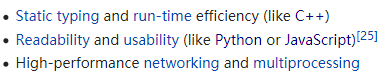 • Static typing and run-time efficiency (like C++)
• Readability and usability (like Python or JavaScript)[25]
• High-performance networking and multiprocessing